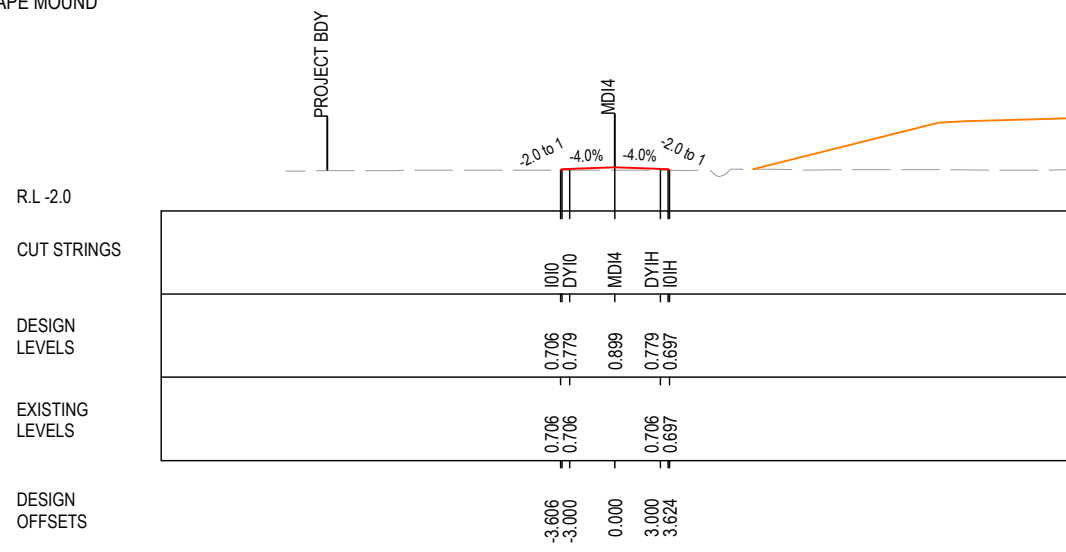 APE MOUND
PROJECT BDY
MDI4
-2.0 to 1
-4.0%
-4.0%
-2.0 to 1
R.L -2.0
CUT STRINGS
I0I0
DYI0
MDI4
DYIH
I0IH
DESIGN
LEVELS
0.706
0.779
0.899
0.779
0.697
EXISTING
LEVELS
0.706
0.706
0.706
0.697
DESIGN
OFFSETS
-3.606
-3.000
0.000
3.000
3.624